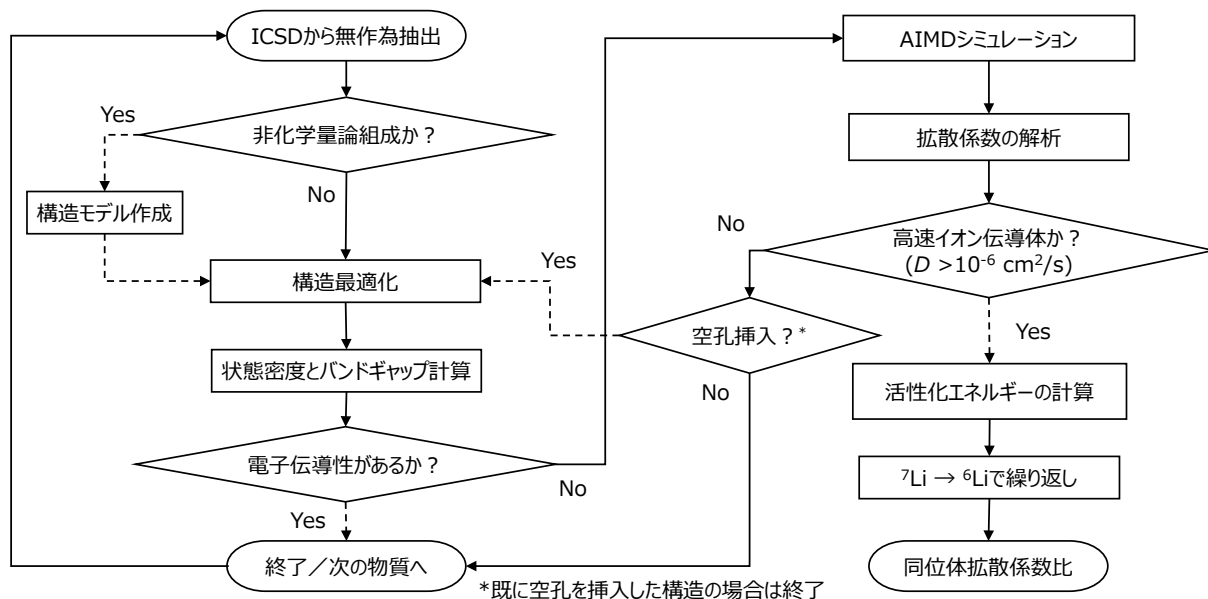 ICSDから無作為抽出
非化学量論組成か？
Yes
No
構造モデル作成
構造最適化
状態密度とバンドギャップ計算
電子伝導性があるか？
No
Yes
終了／次の物質へ
AIMDシミュレーション
拡散係数の解析
高速イオン伝導体か？
(D >10⁻⁶ cm²/s)
No
Yes
空孔挿入？*
Yes
No
活性化エネルギーの計算
⁷Li → ⁶Liで繰り返し
同位体拡散係数比
*既に空孔を挿入した構造の場合は終了